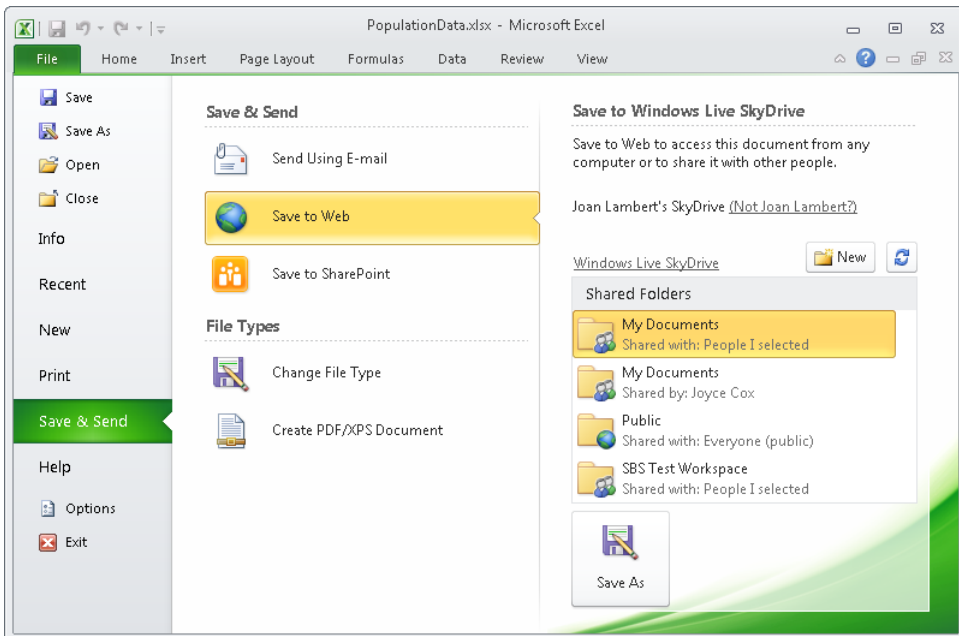 PopulationData.xlsx - Microsoft Excel
File Home Insert Page Layout Formulas Data Review View
Save
Save As
Open
Close
Info
Recent
New
Print
Save & Send
Help
Options
Exit
Save & Send
Send Using E-mail
Save to Web
Save to SharePoint
File Types
Change File Type
Create PDF/XPS Document
Save to Windows Live SkyDrive
Save to Web to access this document from any
computer or to share it with other people.
Joan Lambert's SkyDrive (Not Joan Lambert?)
Windows Live SkyDrive New
Shared Folders
My Documents
Shared with: People I selected
My Documents
Shared by: Joyce Cox
Public
Shared with: Everyone (public)
SBS Test Workspace
Shared with: People I selected
Save As